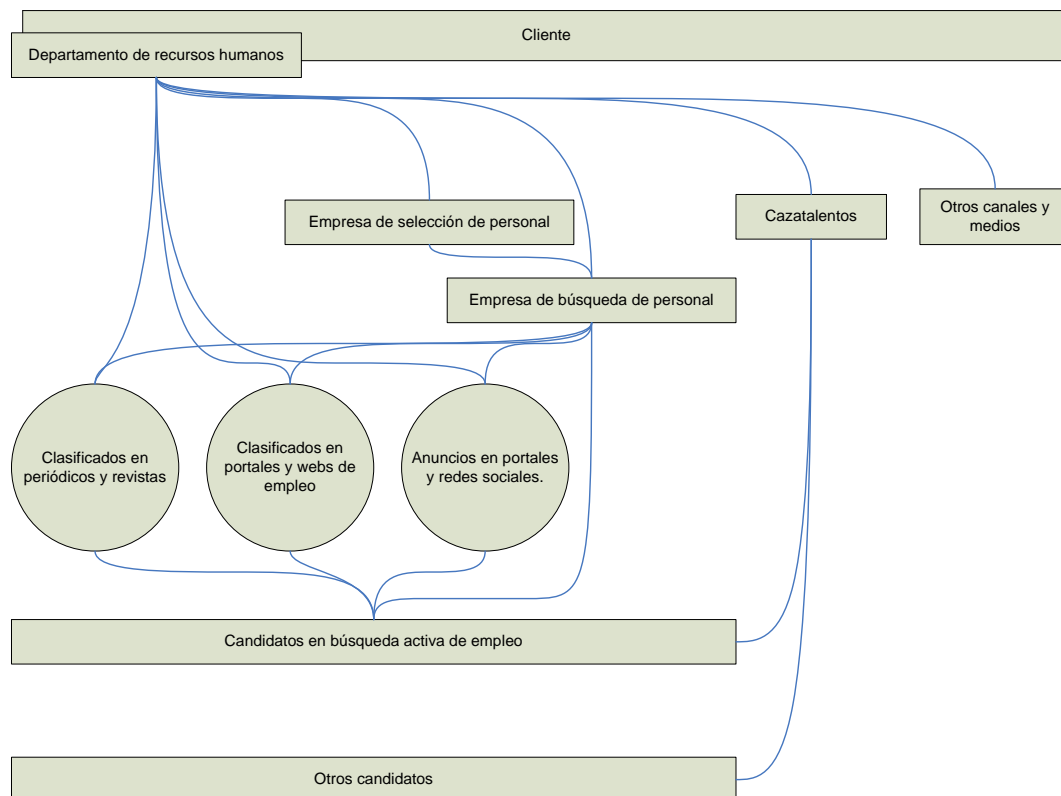 Cliente
Departamento de recursos humanos
Empresa de selección de personal
Cazatalentos
Otros canales y
medios
Empresa de búsqueda de personal
Clasificados en
periódicos y revistas
Clasificados en
portales y webs de
empleo
Anuncios en portales
y redes sociales.
Candidatos en búsqueda activa de empleo
Otros candidatos